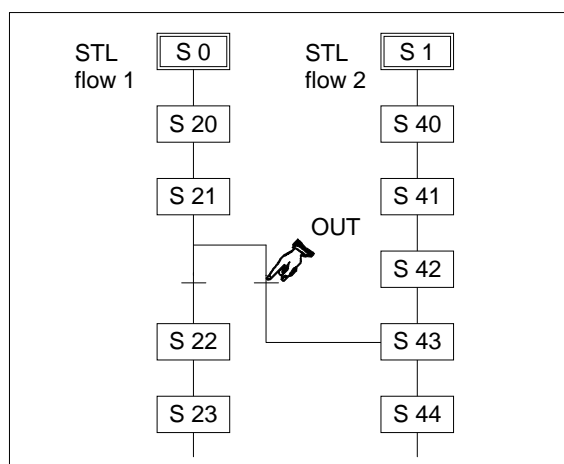 STL
flow 1
S 0
S 20
S 21
S 22
S 23
OUT
STL
flow 2
S 1
S 40
S 41
S 42
S 43
S 44